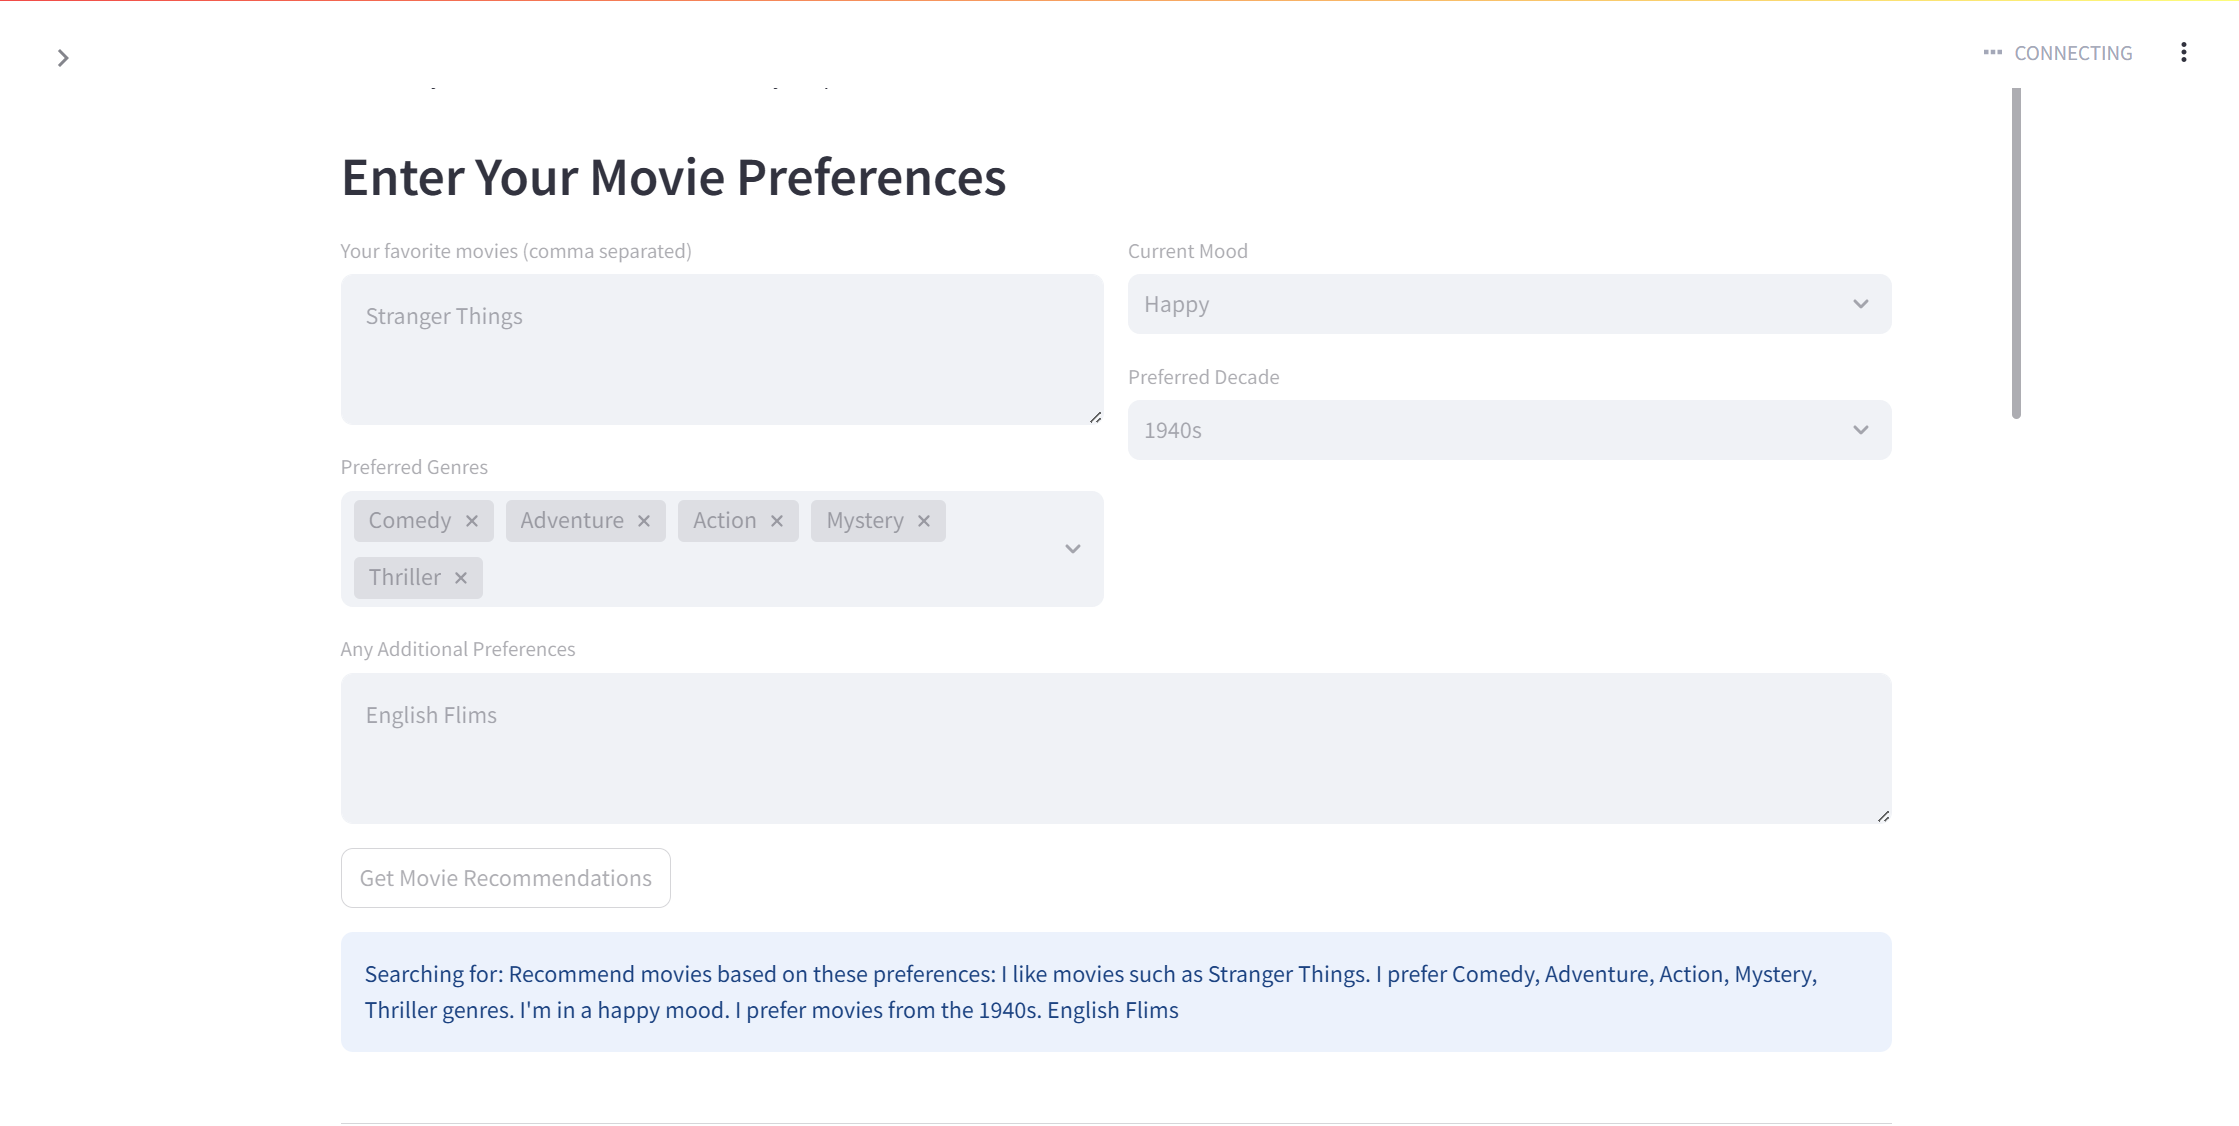 CONNECTING
Enter Your Movie Preferences
Your favorite movies (comma separated)
Stranger Things
Current Mood
Happy
Preferred Decade
1940s
Preferred Genres
Comedy Adventure Action Mystery
Thriller
Any Additional Preferences
English Flims
Get Movie Recommendations
Searching for: Recommend movies based on these preferences: I like movies such as Stranger Things. I prefer Comedy, Adventure, Action, Mystery,
Thriller genres. I'm in a happy mood. I prefer movies from the 1940s. English Flims